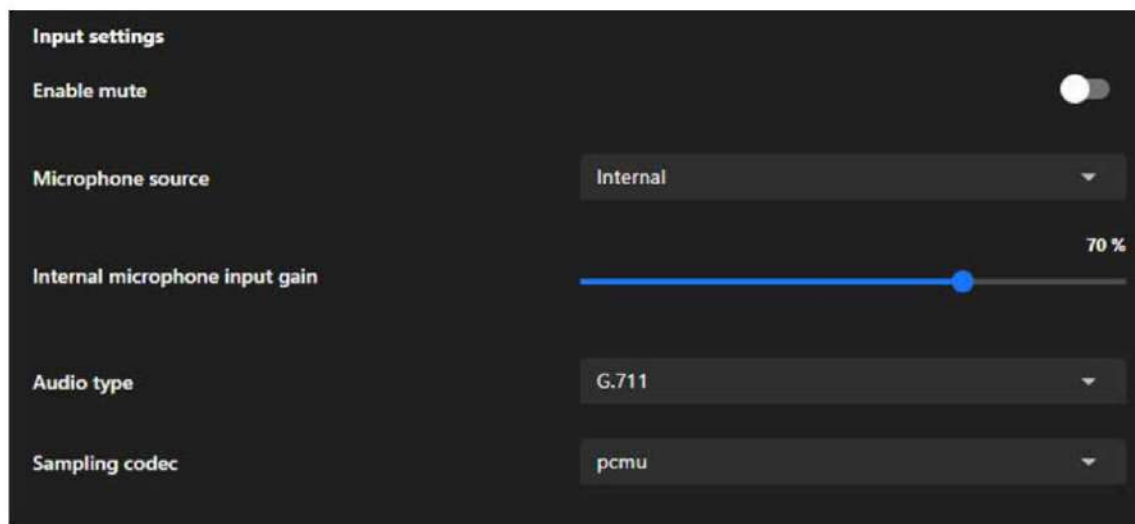 Input settings
Enable mute
Microphone source
Internal
70 %
Internal microphone input gain
Audio type
G.711
Sampling codec
pcmu